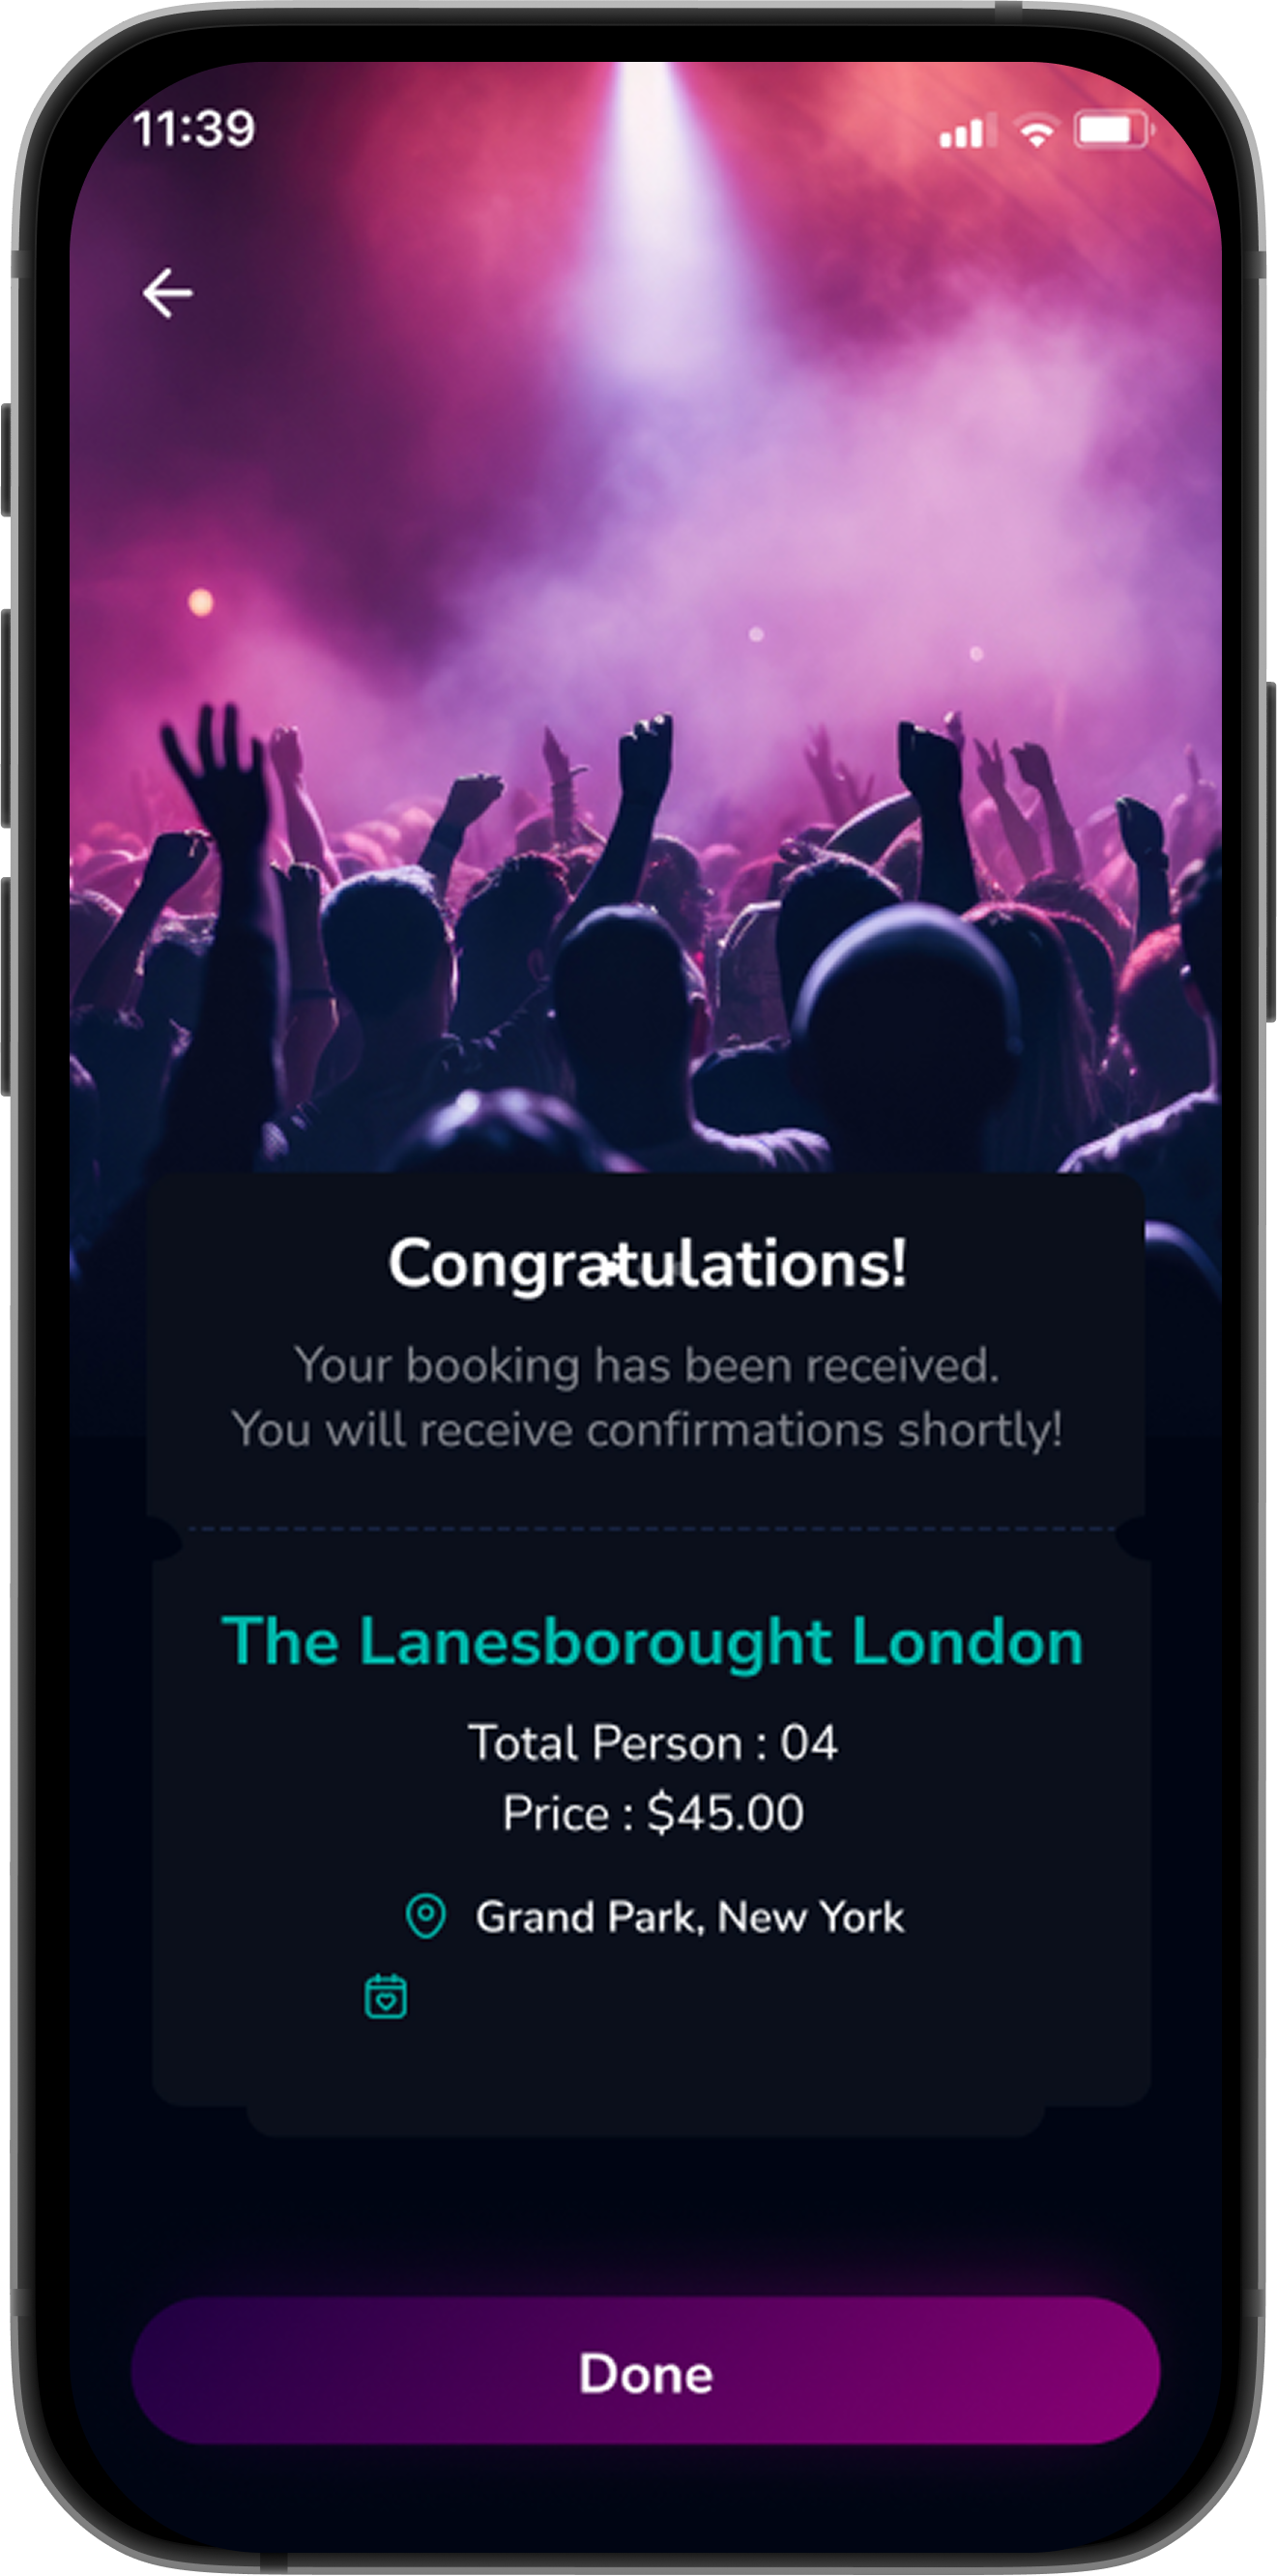 11:39
Congratulations!
Your booking has been received.
You will receive confirmations shortly!
The Lanesborought London
Total Person : 04
Price : $45.00
Grand Park, New York
Done